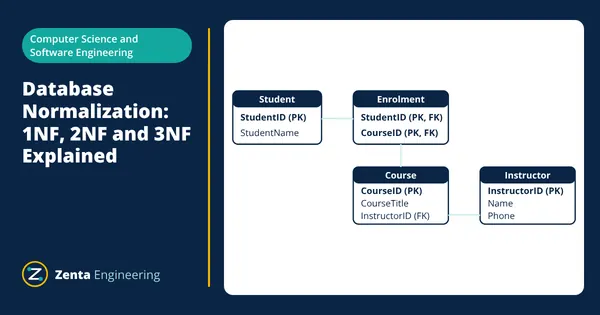 Computer Science and
Software Engineering
Database
Normalization:
1NF, 2NF and 3NF
Explained
Zenta Engineering
Student
StudentID (PK)
StudentName
Enrolment
StudentID (PK, FK)
CourseID (PK, FK)
Course
CourseID (PK)
CourseTitle
InstructorID (FK)
Instructor
InstructorID (PK)
Name
Phone